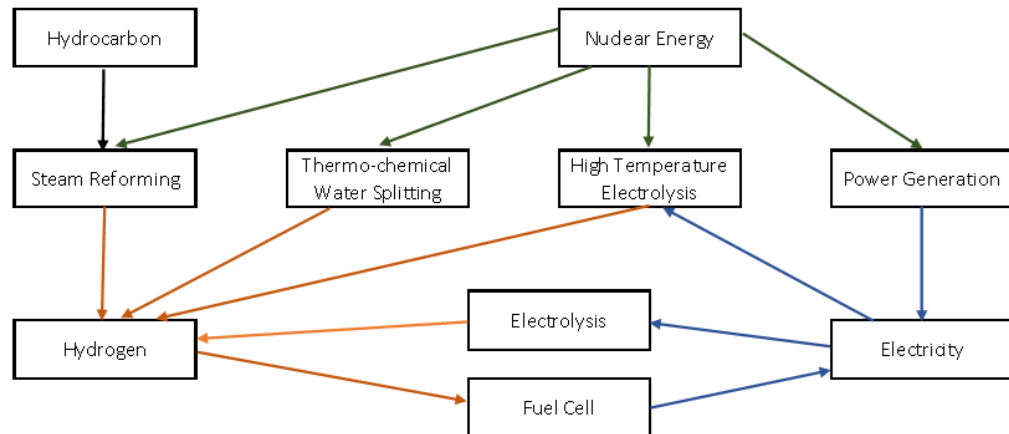 Hydrocarbon
Nudear Energy
Steam Reforming
Thermo-chemical
Water Splitting
High Temperature
Electrolysis
Power Generation
Hydrogen
Electrolysis
Electricity
Fuel Cell